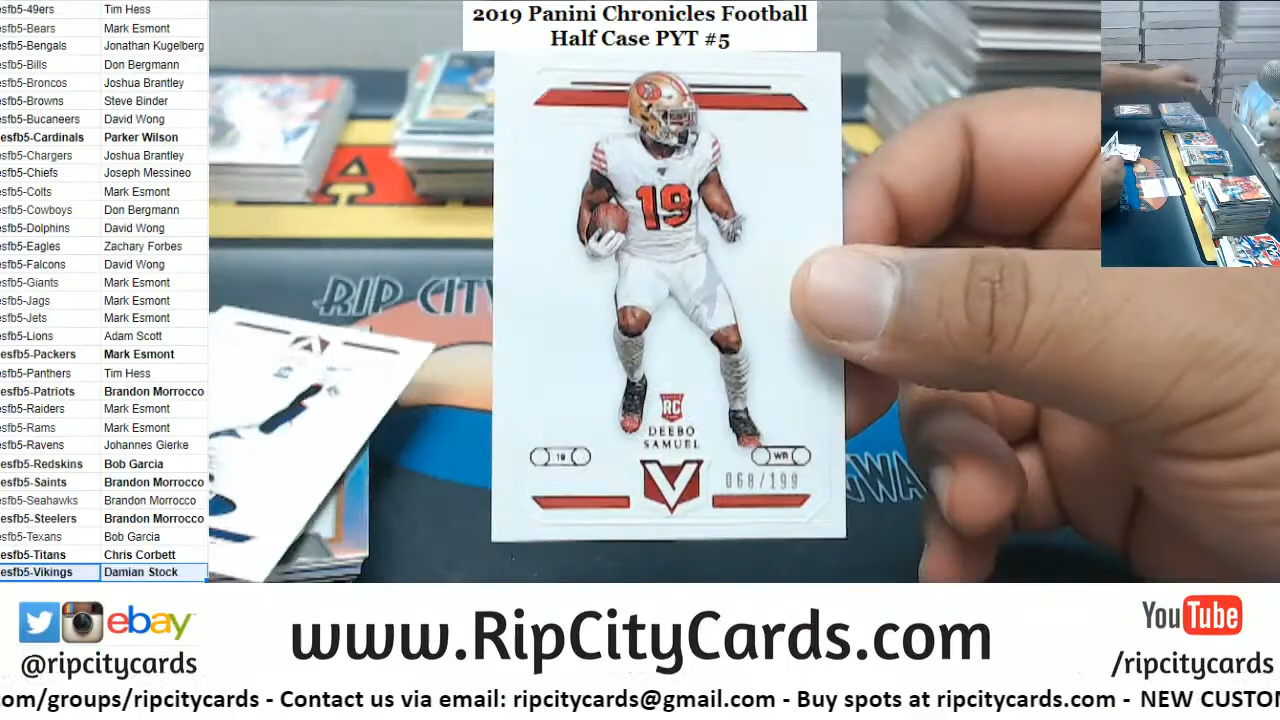 2019 Panini Chronicles Football
Half Case PYT #5
esfb5-49ers Tim Hess
esfb5-Bears Mark Esmont
esfb5-Bengals Jonathan Kugelberg
esfb5-Bills Don Bergmann
esfb5-Broncos Joshua Brantley
esfb5-Browns Steve Binder
esfb5-Bucaneers David Wong
esfb5-Cardinals Parker Wilson
esfb5-Chargers Joshua Brantley
esfb5-Chiefs Joseph Messineo
esfb5-Colts Mark Esmont
esfb5-Cowboys Don Bergmann
esfb5-Dolphins David Wong
esfb5-Eagles Zachary Forbes
esfb5-Falcons David Wong
esfb5-Giants Mark Esmont
esfb5-Jags Mark Esmont
esfb5-Jets Mark Esmont
esfb5-Lions Adam Scott
esfb5-Packers Mark Esmont
esfb5-Panthers Tim Hess
esfb5-Patriots Brandon Morrocco
esfb5-Raiders Mark Esmont
esfb5-Rams Mark Esmont
esfb5-Ravens Johannes Gierke
esfb5-Redskins Bob Garcia
esfb5-Saints Brandon Morrocco
esfb5-Seahawks Brandon Morrocco
esfb5-Steelers Brandon Morrocco
esfb5-Texans Bob Garcia
esfb5-Titans Chris Corbett
esfb5-Vikings Damian Stock
RIP CITY
19
RC
DEEBO
SAMUEL
19
WR
V
068/199
ebay
@ripcitycards
www.RipCityCards.com
YouTube
/ripcitycards
com/groups/ripcitycards - Contact us via email: ripcitycards@gmail.com - Buy spots at ripcitycards.com - NEW CUSTOM